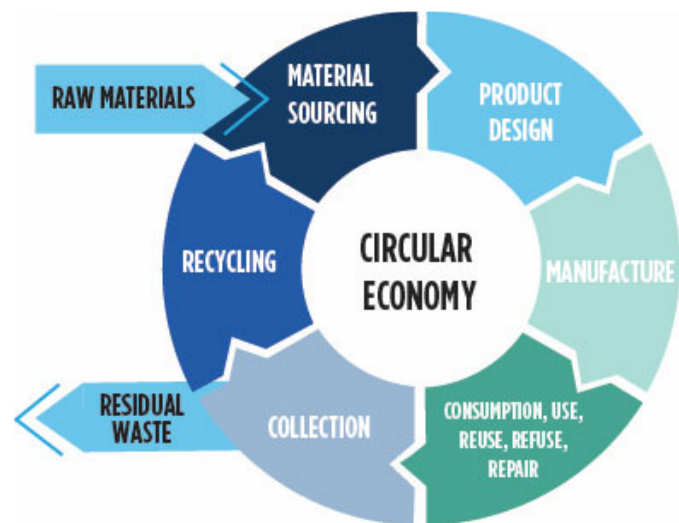 RAW MATERIALS
MATERIAL
SOURCING
PRODUCT
DESIGN
MANUFACTURE
CONSUMPTION, USE,
REUSE, REFUSE,
REPAIR
COLLECTION
RESIDUAL
WASTE
RECYCLING
CIRCULAR
ECONOMY